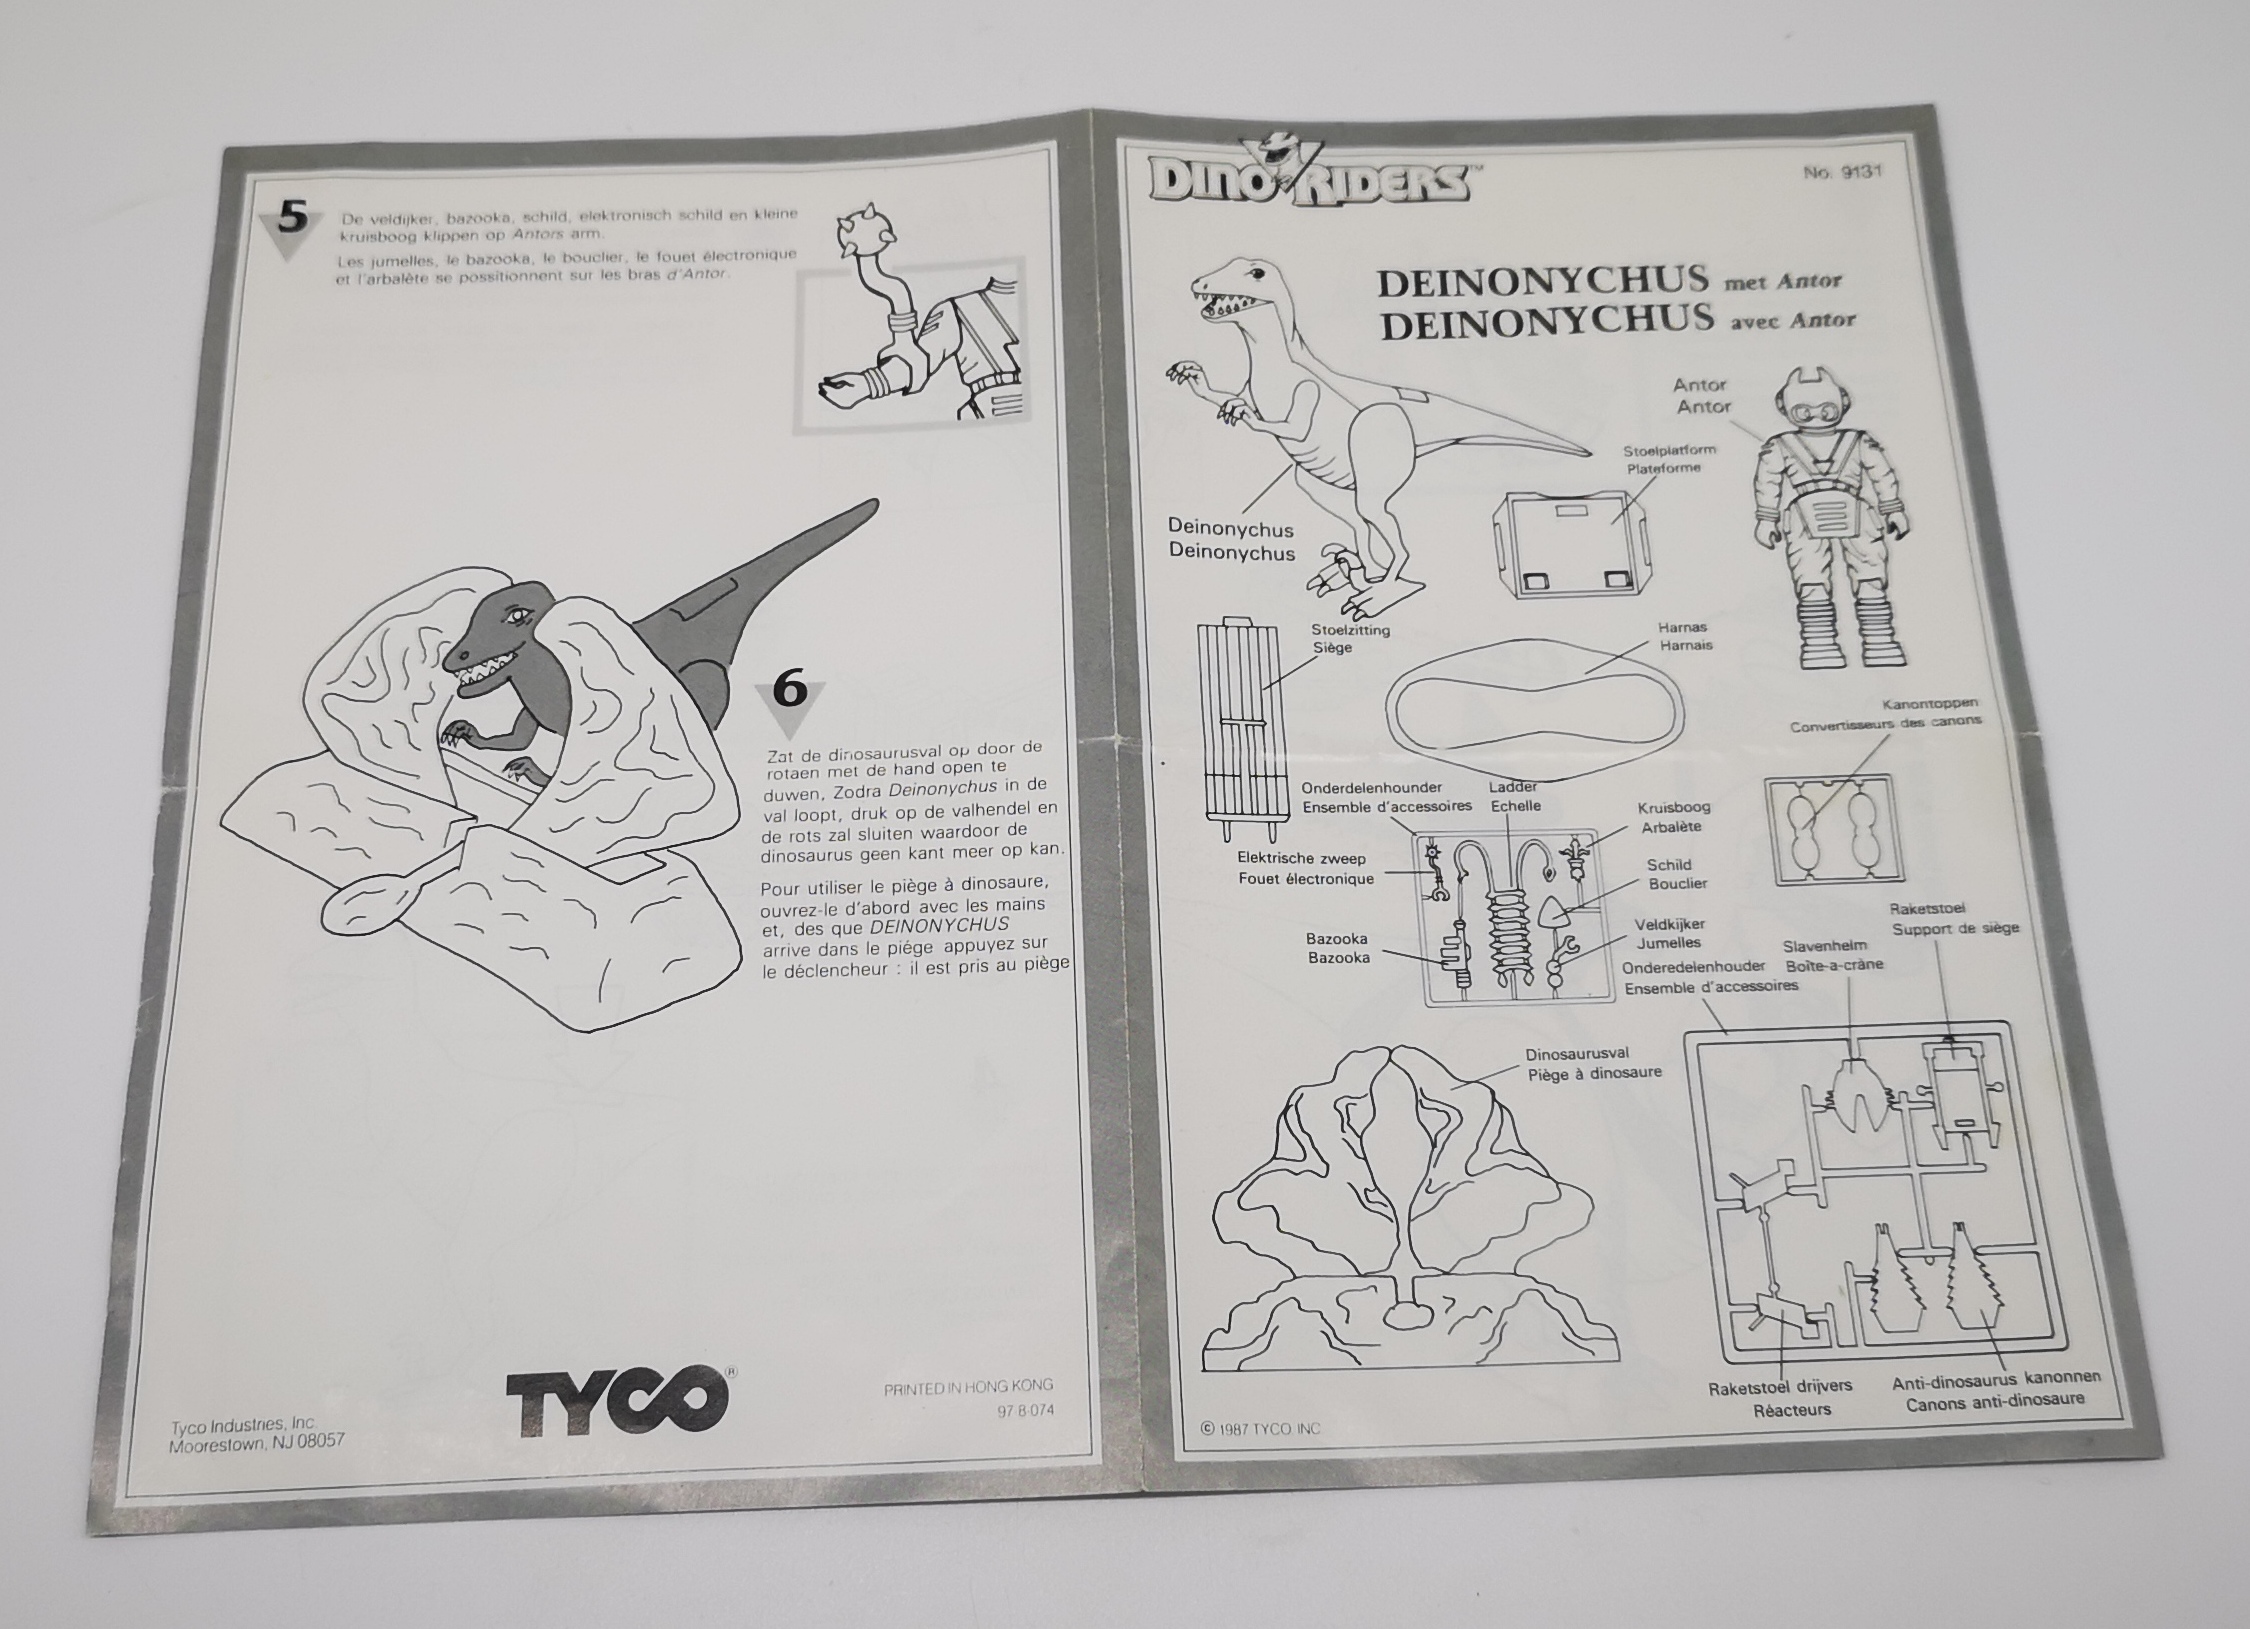 5
De veldijker, bazooka, schild, elektronisch schild en kleine
kruisboog klippen op Antors arm.
Les jumelles, le bazooka, le bouclier, le fouet électronique
et l'arbalète se possitionnent sur les bras d'Antor.
6
Zat de dinosaurusval op door de
rotaen met de hand open te
duwen, Zodra Deinonychus in de
val loopt, druk op de valhendel en
de rots zal sluiten waardoor de
dinosaurus geen kant meer op kan.
Pour utiliser le piège à dinosaure,
ouvrez-le d'abord avec les mains
et, des que DEINONYCHUS
arrive dans le piége appuyez sur
le déclencheur : il est pris au piège
Tyco Industries, Inc.
Moorestown, NJ 08057
TYCO®
PRINTED IN HONG KONG
97-8-074
DINO RIDERS™
No. 9131
DEINONYCHUS met Antor
DEINONYCHUS avec Antor
Antor
Antor
Stoelplatform
Plateforme
Deinonychus
Deinonychus
Stoelzitting
Siège
Harnas
Harnais
Kanontoppen
Convertisseurs des canons
Onderdelenhounder
Ensemble d'accessoires
Ladder
Echelle
Kruisboog
Arbalète
Elektrische zweep
Fouet électronique
Schild
Bouclier
Bazooka
Bazooka
Veldkijker
Jumelles
Raketstoel
Support de siège
Slavenhelm
Boîte-a-crâne
Onderedelenhouder
Ensemble d'accessoires
Dinosaurusval
Piège à dinosaure
Raketstoel drijvers
Réacteurs
Anti-dinosaurus kanonnen
Canons anti-dinosaure
© 1987 TYCO INC